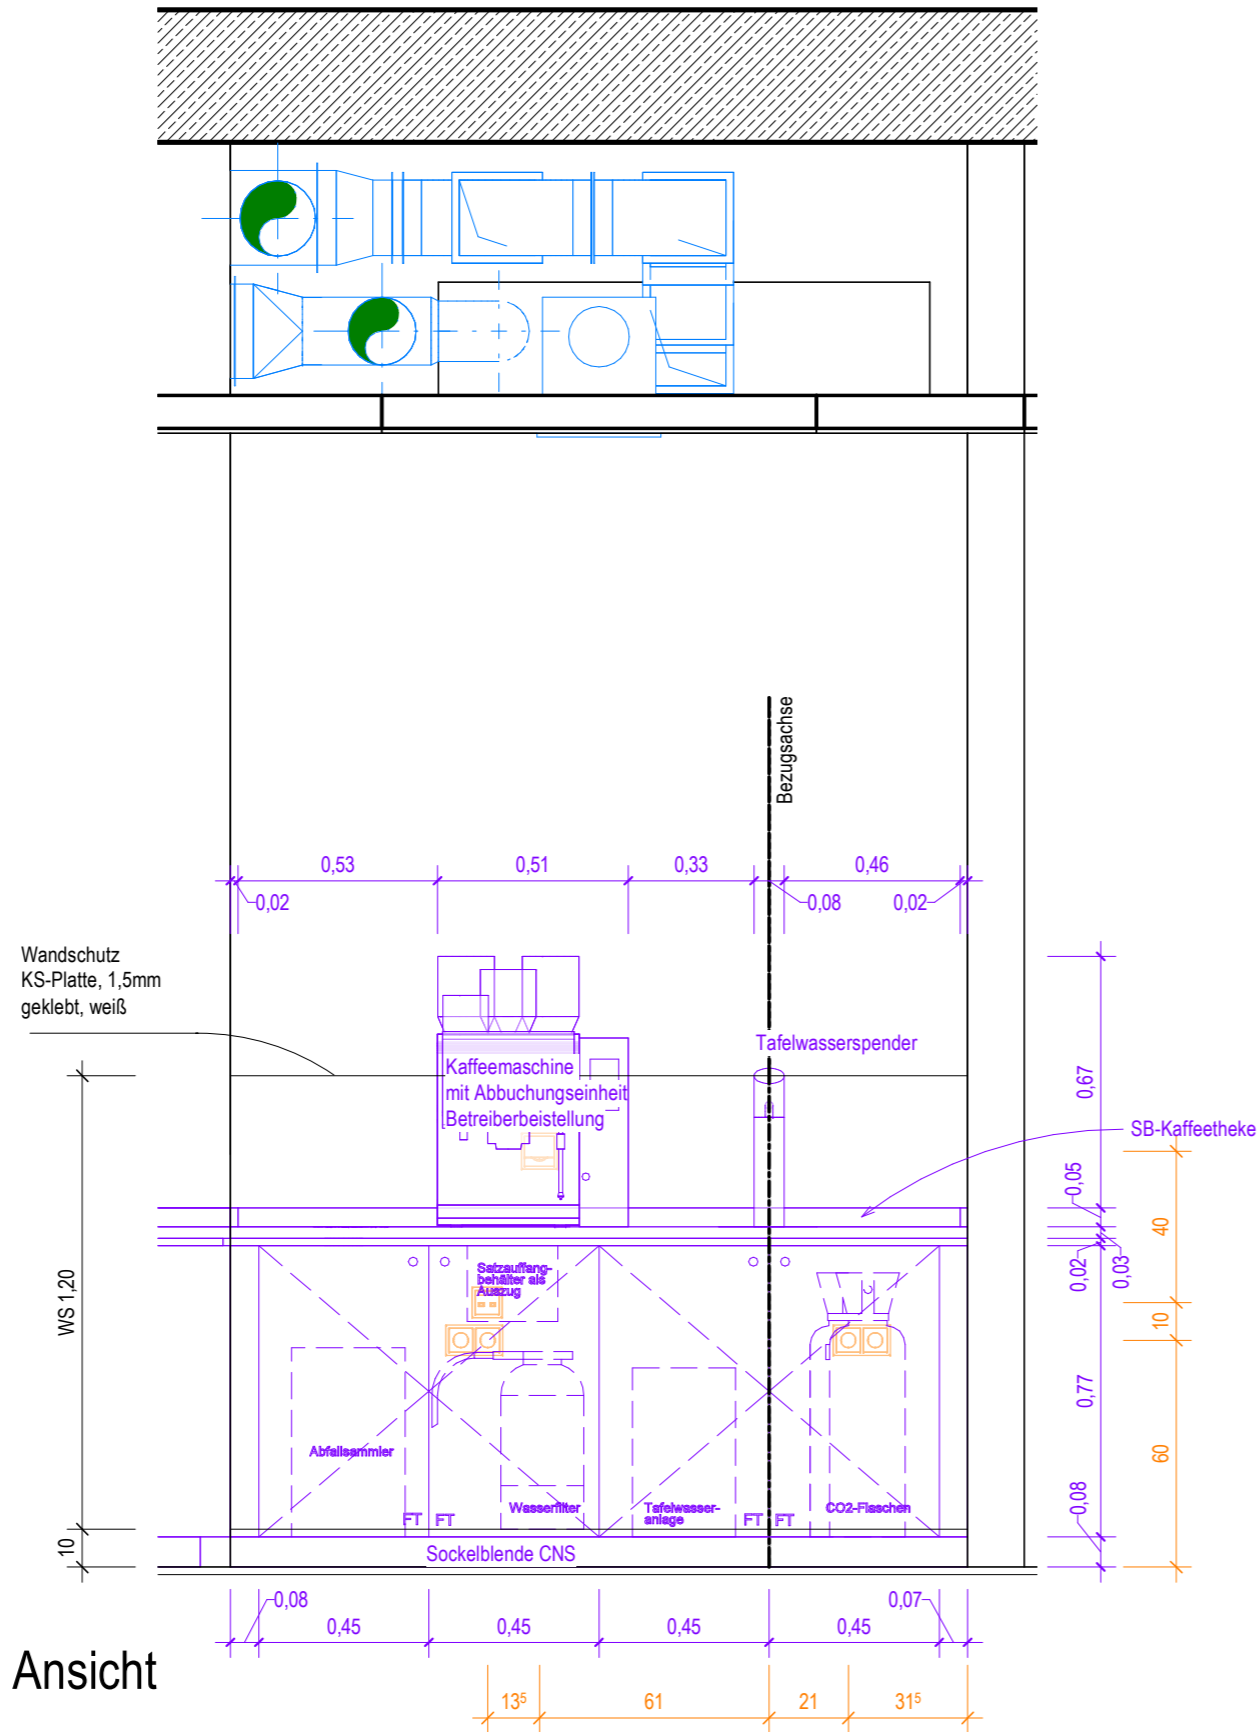 Bezugsachse
0,53
0,51
0,33
0,46
0,02
0,08
0,02
Wandschutz
KS-Platte, 1,5mm
geklebt, weiß
Tafelwasserspender
Kaffeemaschine
mit Abbuchungseinheit
Betreiberbeistellung
SB-Kaffeetheke
0,67
0,05
0,02
0,03
0,77
0,08
40
10
60
WS 1,20
10
Satzauffang-
behälter als
Auszug
Abfallsammler
Wasserfilter
Tafelwasser-
anlage
CO2-Flaschen
FT
FT
FT
FT
Sockelblende CNS
0,08
0,07
0,45
0,45
0,45
0,45
Ansicht
13⁵
61
21
31⁵